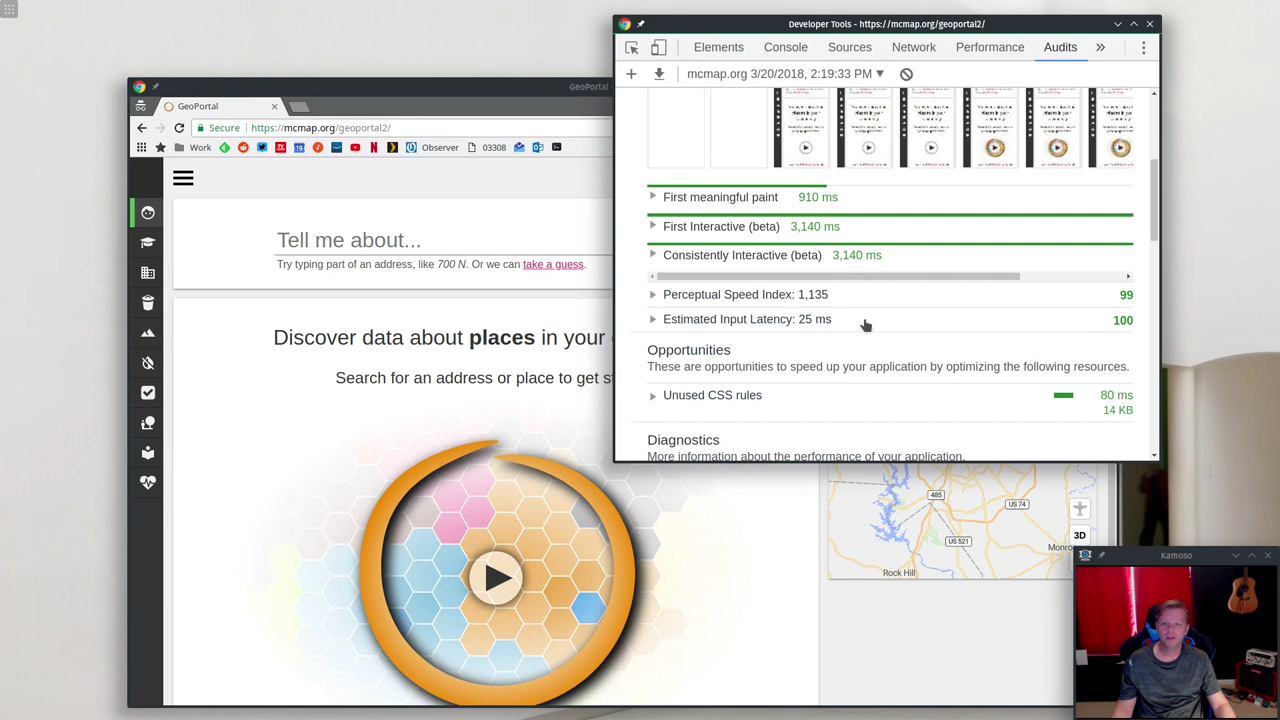 Developer Tools - https://mcmap.org/geoportal2/
Elements Console Sources Network Performance Audits »
mcmap.org 3/20/2018, 2:19:33 PM ▼
First meaningful paint 910 ms
First Interactive (beta) 3,140 ms
Consistently Interactive (beta) 3,140 ms
Perceptual Speed Index: 1,135 99
Estimated Input Latency: 25 ms 100
Opportunities
These are opportunities to speed up your application by optimizing the following resources.
Unused CSS rules 80 ms
14 KB
Diagnostics
More information about the performance of your application.
GeoPortal -
GeoPortal
Secure https://mcmap.org/geoportal2/
Work Observer 03308
Tell me about...
Try typing part of an address, like 700 N. Or we can take a guess.
Discover data about places in your
Search for an address or place to get st
485
US 74
US 521
3D
Monro
Rock Hill
Kamoso